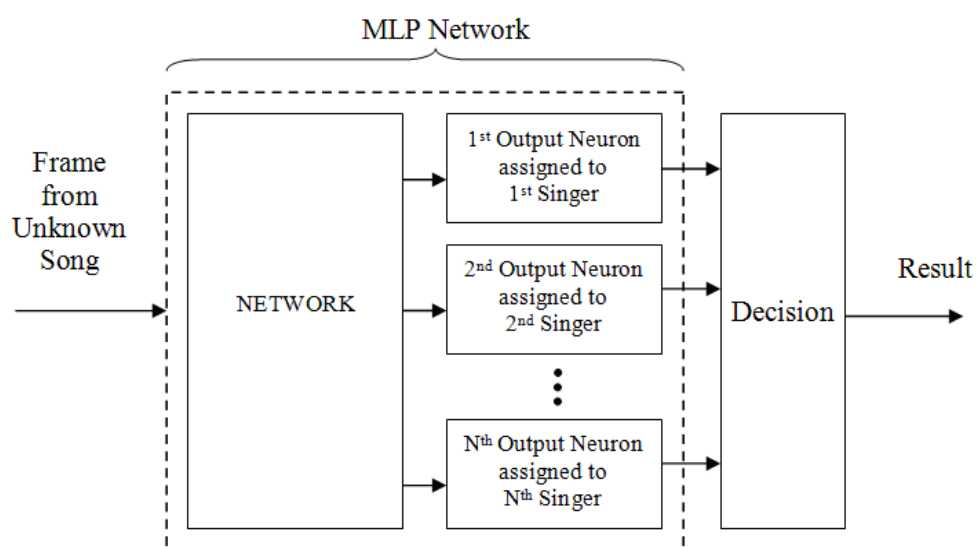 MLP Network
Frame
from
Unknown
Song
NETWORK
1st Output Neuron
assigned to
1st Singer
2nd Output Neuron
assigned to
2nd Singer
Nth Output Neuron
assigned to
Nth Singer
Decision
Result